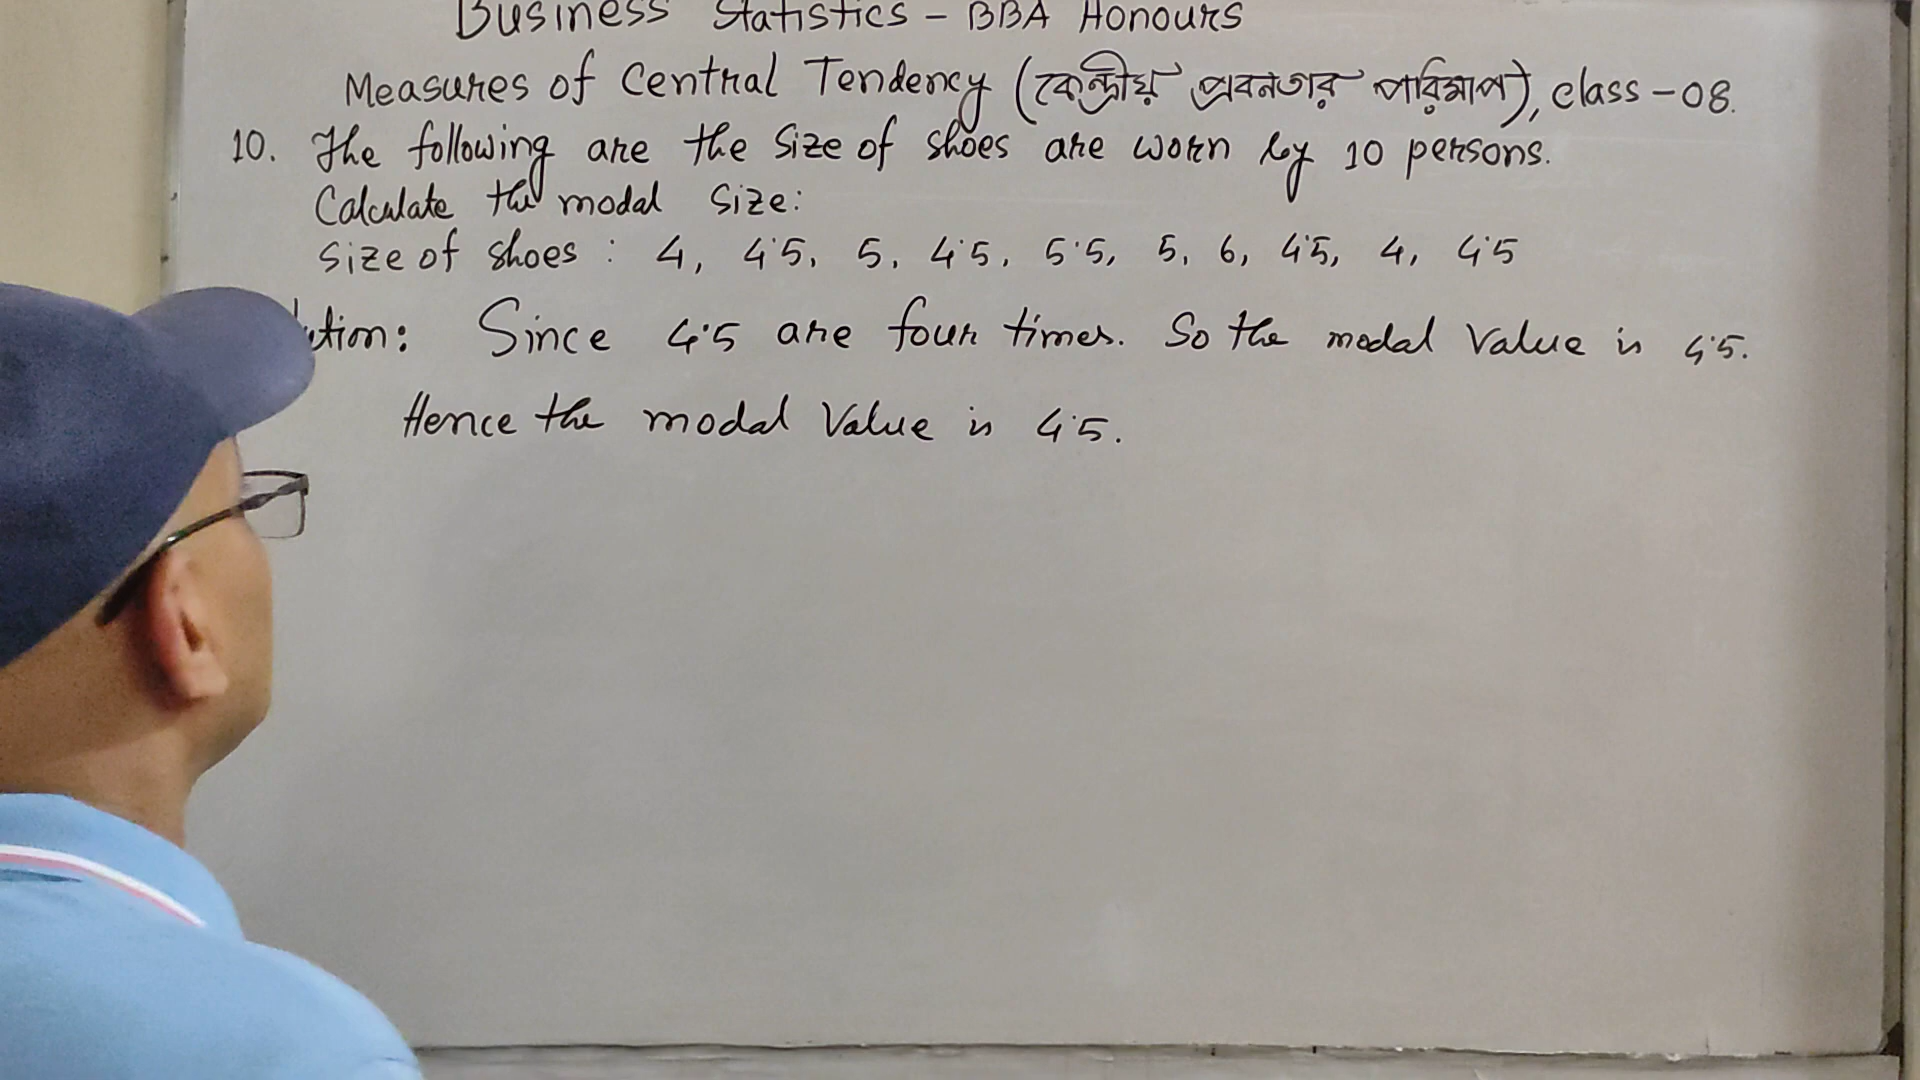 Business Statistics - BBA Honours
Measures of Central Tendency (কেন্দ্রীয় প্রবনতার পরিমাপ), class - 08.
10. The following are the size of shoes are worn by 10 persons.
Calculate the modal size:
size of shoes : 4, 4·5, 5, 4·5, 5·5, 5, 6, 4·5, 4, 4·5
ution: Since 4·5 are four times. So the modal value is 4·5.
Hence the modal value is 4·5.